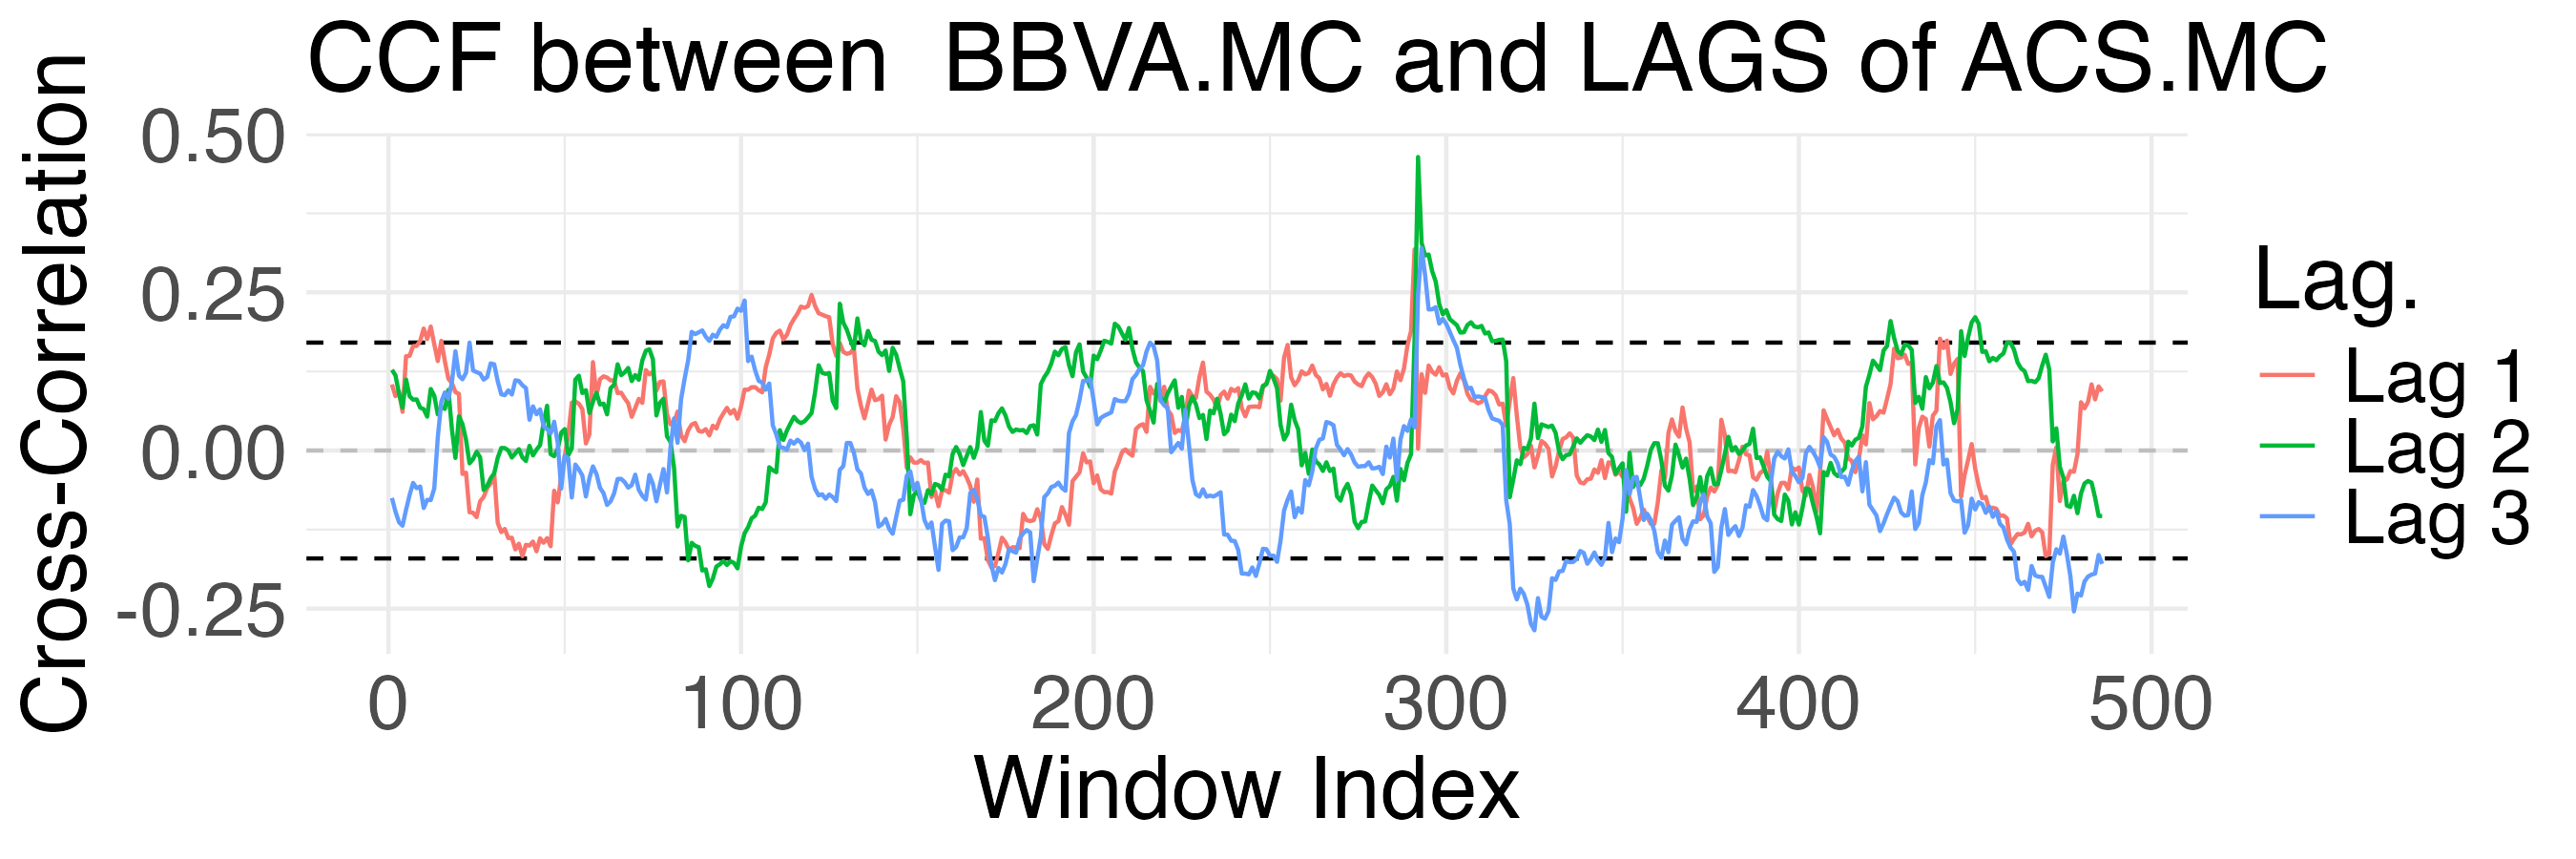 CCF between  BBVA.MC and LAGS of ACS.MC
Cross-Correlation
0.50
0.25
0.00
-0.25
0 100 200 300 400 500
Window Index
Lag.
Lag 1
Lag 2
Lag 3